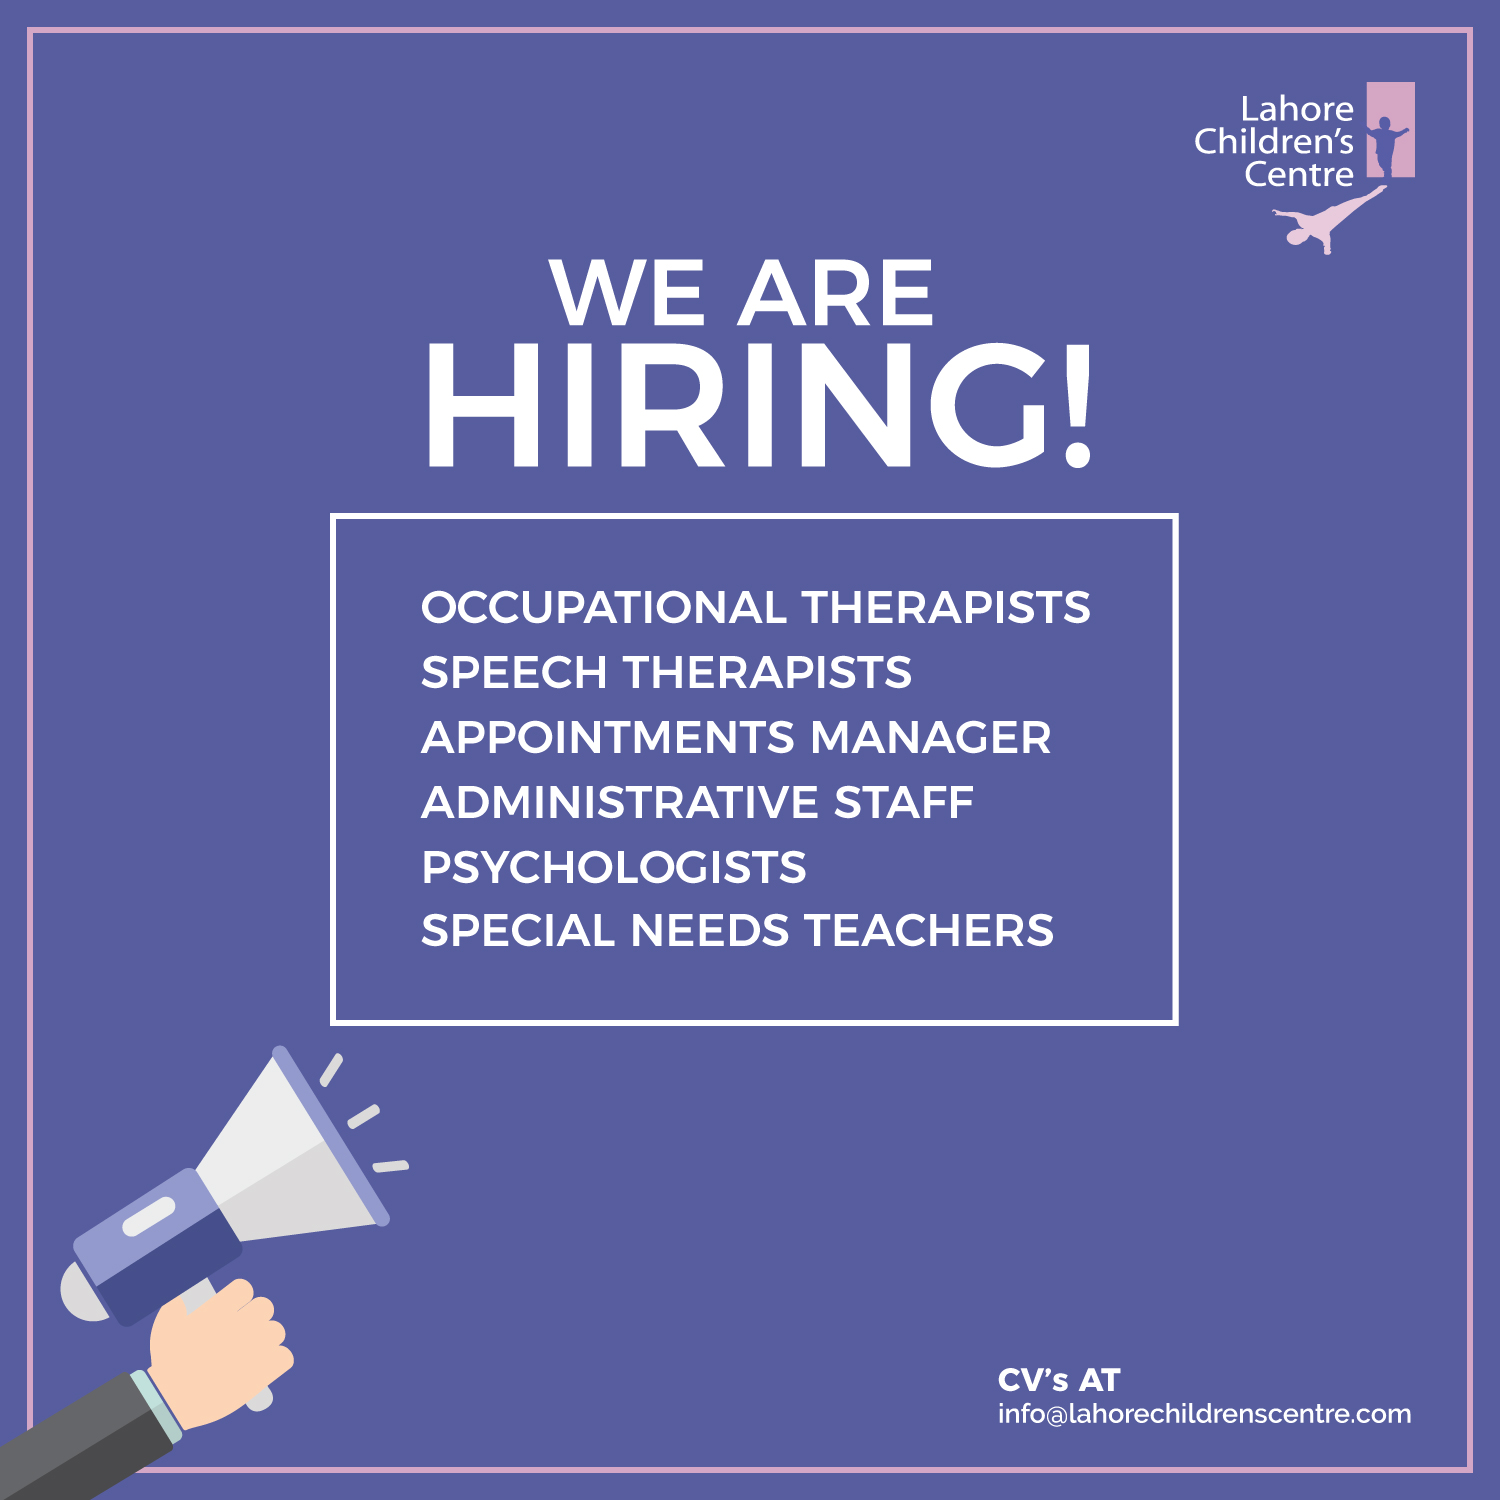 Lahore
Children's
Centre
WE ARE
HIRING!
OCCUPATIONAL THERAPISTS
SPEECH THERAPISTS
APPOINTMENTS MANAGER
ADMINISTRATIVE STAFF
PSYCHOLOGISTS
SPECIAL NEEDS TEACHERS
CV's AT
info@lahorechildrenscentre.com